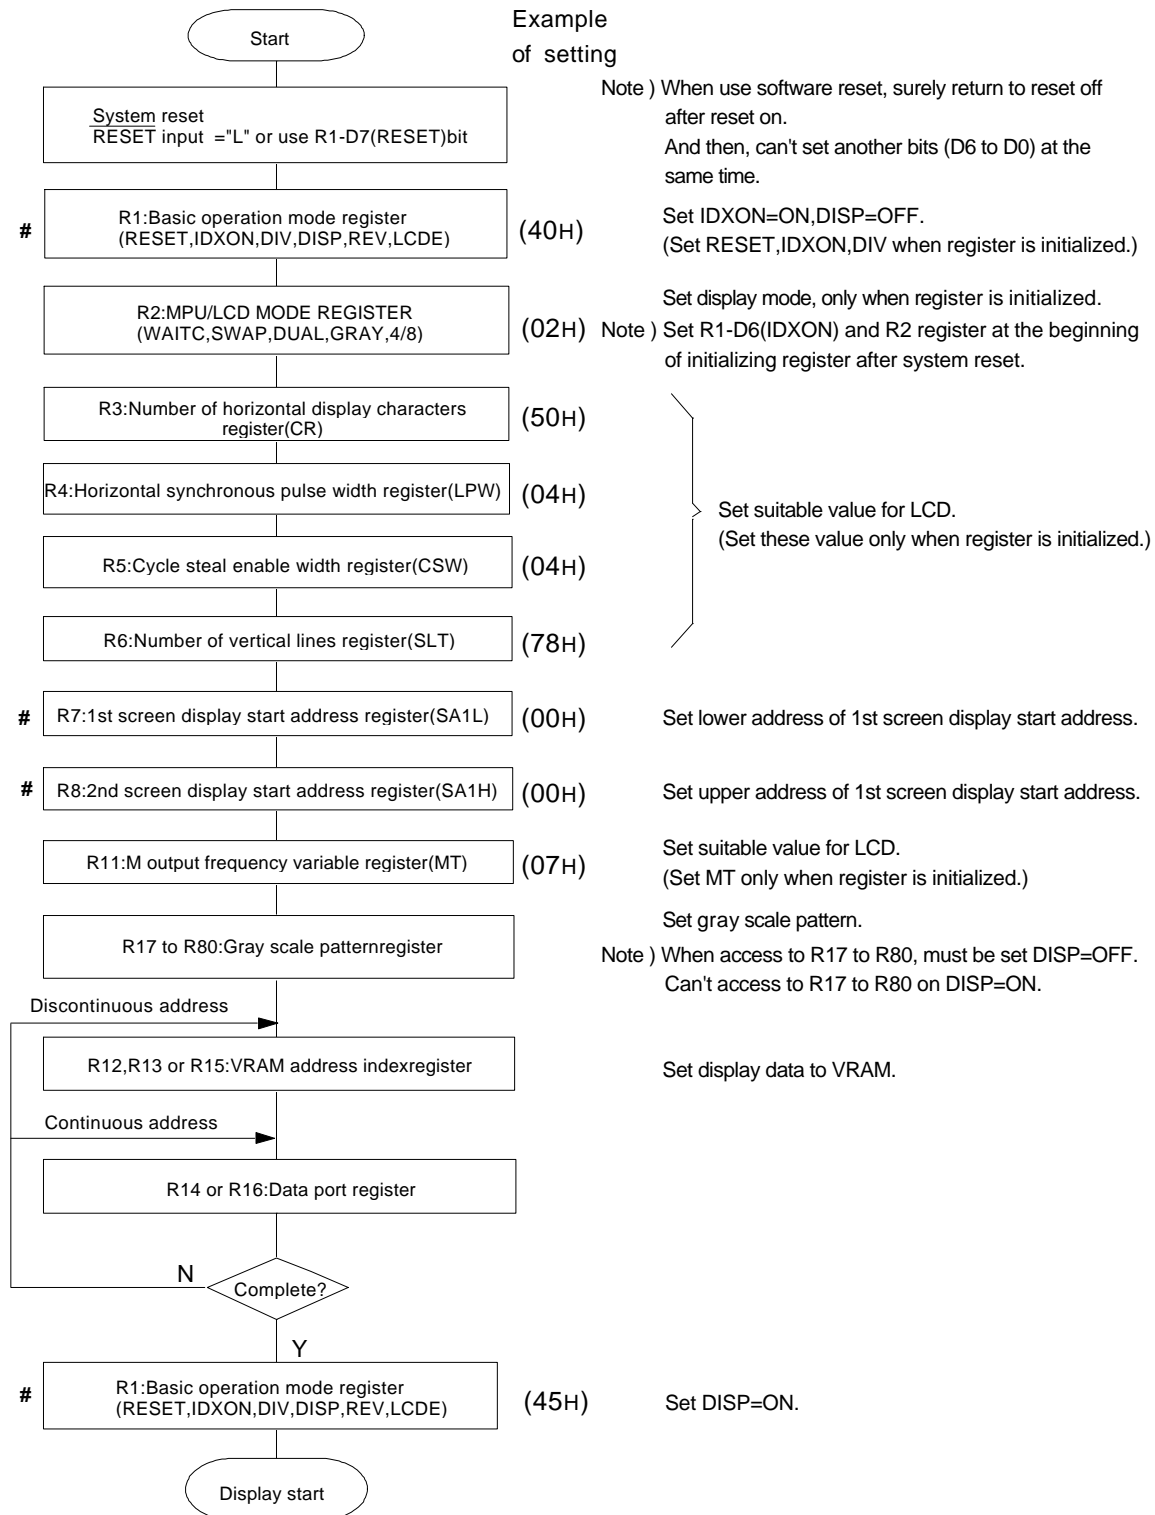 Example
of setting
Start
Note ) When use software reset, surely return to reset off
after reset on.
And then, can't set another bits (D6 to D0) at the
same time.
System reset
RESET input ="L" or use R1-D7(RESET)bit
#
R1:Basic operation mode register
(RESET,IDXON,DIV,DISP,REV,LCDE)
(40H)
Set IDXON=ON,DISP=OFF.
(Set RESET,IDXON,DIV when register is initialized.)
R2:MPU/LCD MODE REGISTER
(WAITC,SWAP,DUAL,GRAY,4/8)
(02H)
Set display mode, only when register is initialized.
Note ) Set R1-D6(IDXON) and R2 register at the beginning
of initializing register after system reset.
R3:Number of horizontal display characters
register(CR)
(50H)
R4:Horizontal synchronous pulse width register(LPW)
(04H)
Set suitable value for LCD.
(Set these value only when register is initialized.)
R5:Cycle steal enable width register(CSW)
(04H)
R6:Number of vertical lines register(SLT)
(78H)
#
R7:1st screen display start address register(SA1L)
(00H)
Set lower address of 1st screen display start address.
#
R8:2nd screen display start address register(SA1H)
(00H)
Set upper address of 1st screen display start address.
R11:M output frequency variable register(MT)
(07H)
Set suitable value for LCD.
(Set MT only when register is initialized.)
R17 to R80:Gray scale patternregister
Set gray scale pattern.
Note ) When access to R17 to R80, must be set DISP=OFF.
Can't access to R17 to R80 on DISP=ON.
Discontinuous address
R12,R13 or R15:VRAM address indexregister
Set display data to VRAM.
Continuous address
R14 or R16:Data port register
N
Complete?
Y
#
R1:Basic operation mode register
(RESET,IDXON,DIV,DISP,REV,LCDE)
(45H)
Set DISP=ON.
Display start